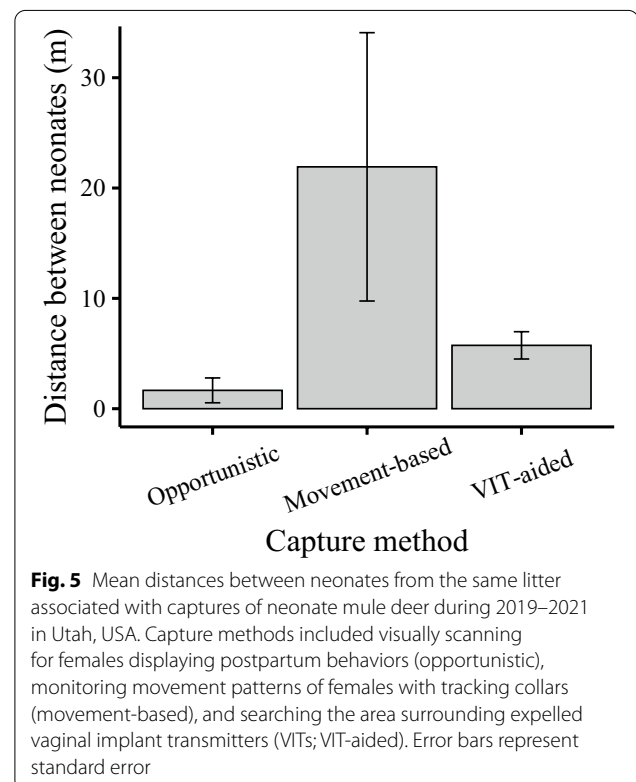 Distance between neonates (m)
30
20
10
0
Opportunistic
Movement-based
VIT-aided
Capture method
Fig. 5 Mean distances between neonates from the same litter
associated with captures of neonate mule deer during 2019–2021
in Utah, USA. Capture methods included visually scanning
for females displaying postpartum behaviors (opportunistic),
monitoring movement patterns of females with tracking collars
(movement-based), and searching the area surrounding expelled
vaginal implant transmitters (VITs; VIT-aided). Error bars represent
standard error